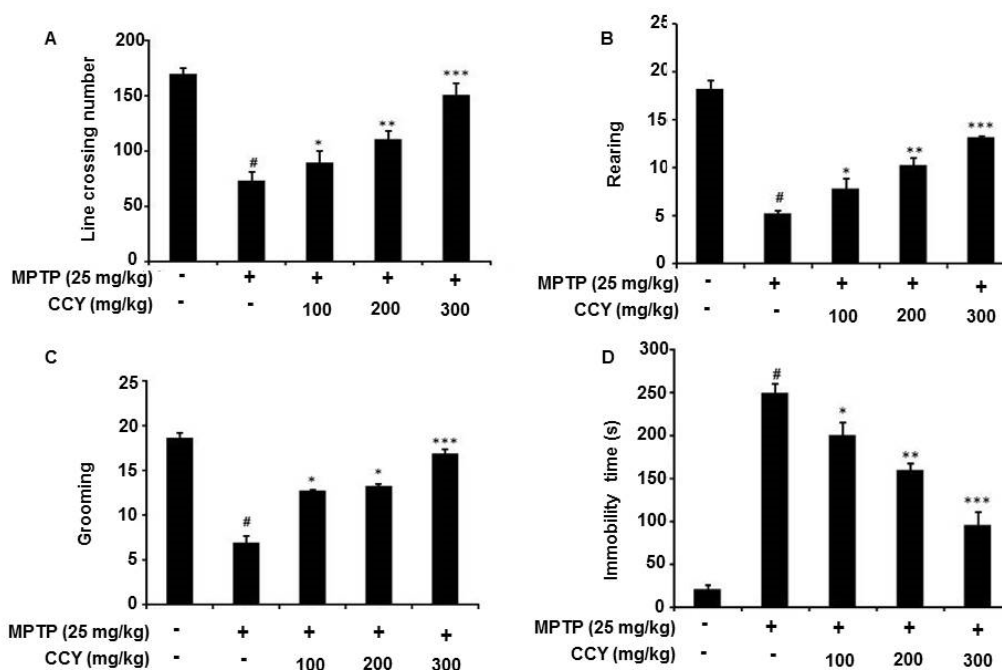 A
Line crossing number
200
150
100
50
0
# * ** ***
MPTP (25 mg/kg) - + + + +
CCY (mg/kg) - - 100 200 300
B
Rearing
25
20
15
10
5
0
# * ** ***
MPTP (25 mg/kg) - + + + +
CCY (mg/kg) - - 100 200 300
C
Grooming
25
20
15
10
5
0
# * * ***
MPTP (25 mg/kg) - + + + +
CCY (mg/kg) - - 100 200 300
D
Immobility time (s)
300
250
200
150
100
50
0
# * ** ***
MPTP (25 mg/kg) - + + + +
CCY (mg/kg) - - 100 200 300